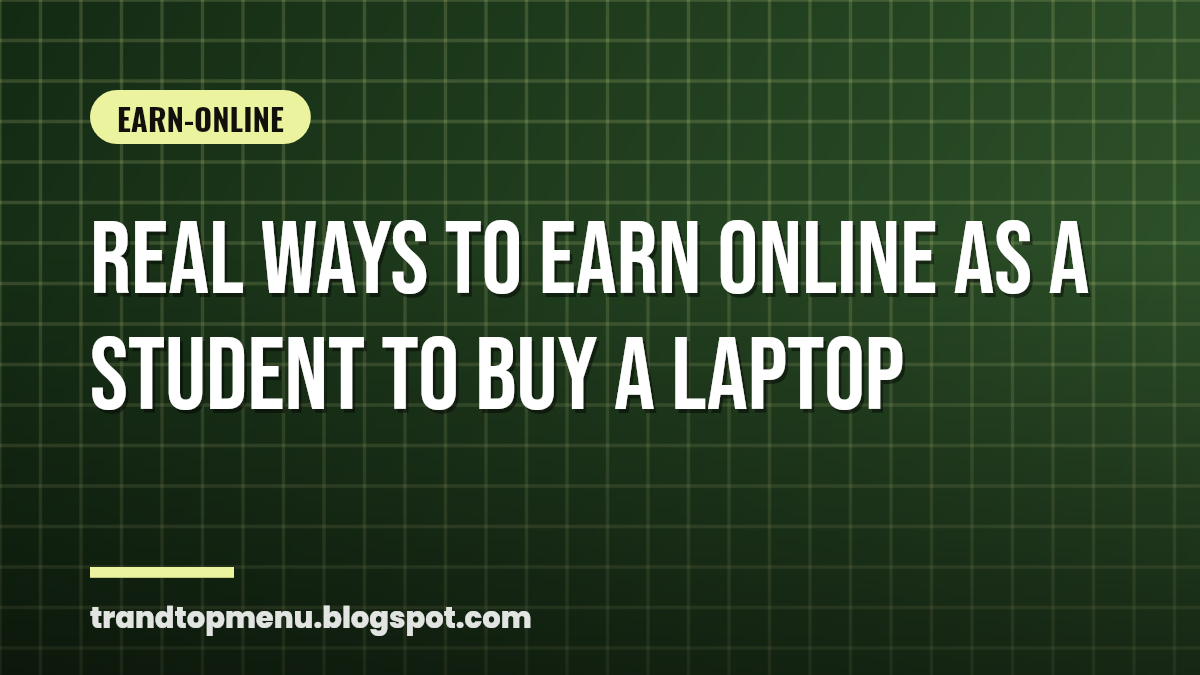 EARN-ONLINE
REAL WAYS TO EARN ONLINE AS A
STUDENT TO BUY A LAPTOP
trandtopmenu.blogspot.com